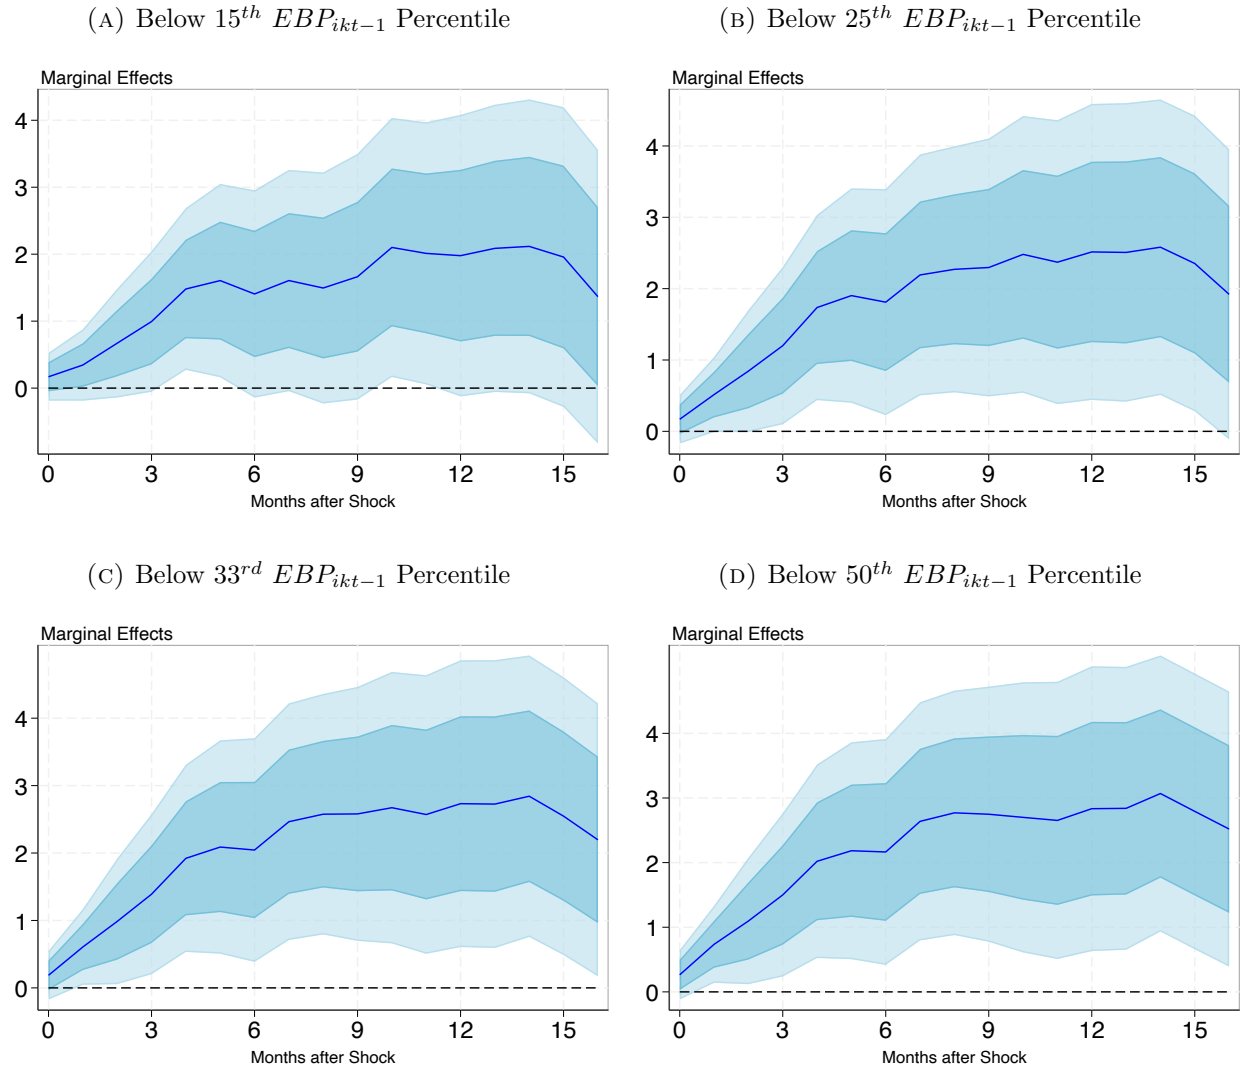 (A) Below 15th EBPikt−1 Percentile
Marginal Effects
4
3
2
1
0
0 3 6 9 12 15
Months after Shock
(B) Below 25th EBPikt−1 Percentile
Marginal Effects
4
3
2
1
0
0 3 6 9 12 15
Months after Shock
(C) Below 33rd EBPikt−1 Percentile
Marginal Effects
4
3
2
1
0
0 3 6 9 12 15
Months after Shock
(D) Below 50th EBPikt−1 Percentile
Marginal Effects
4
3
2
1
0
0 3 6 9 12 15
Months after Shock